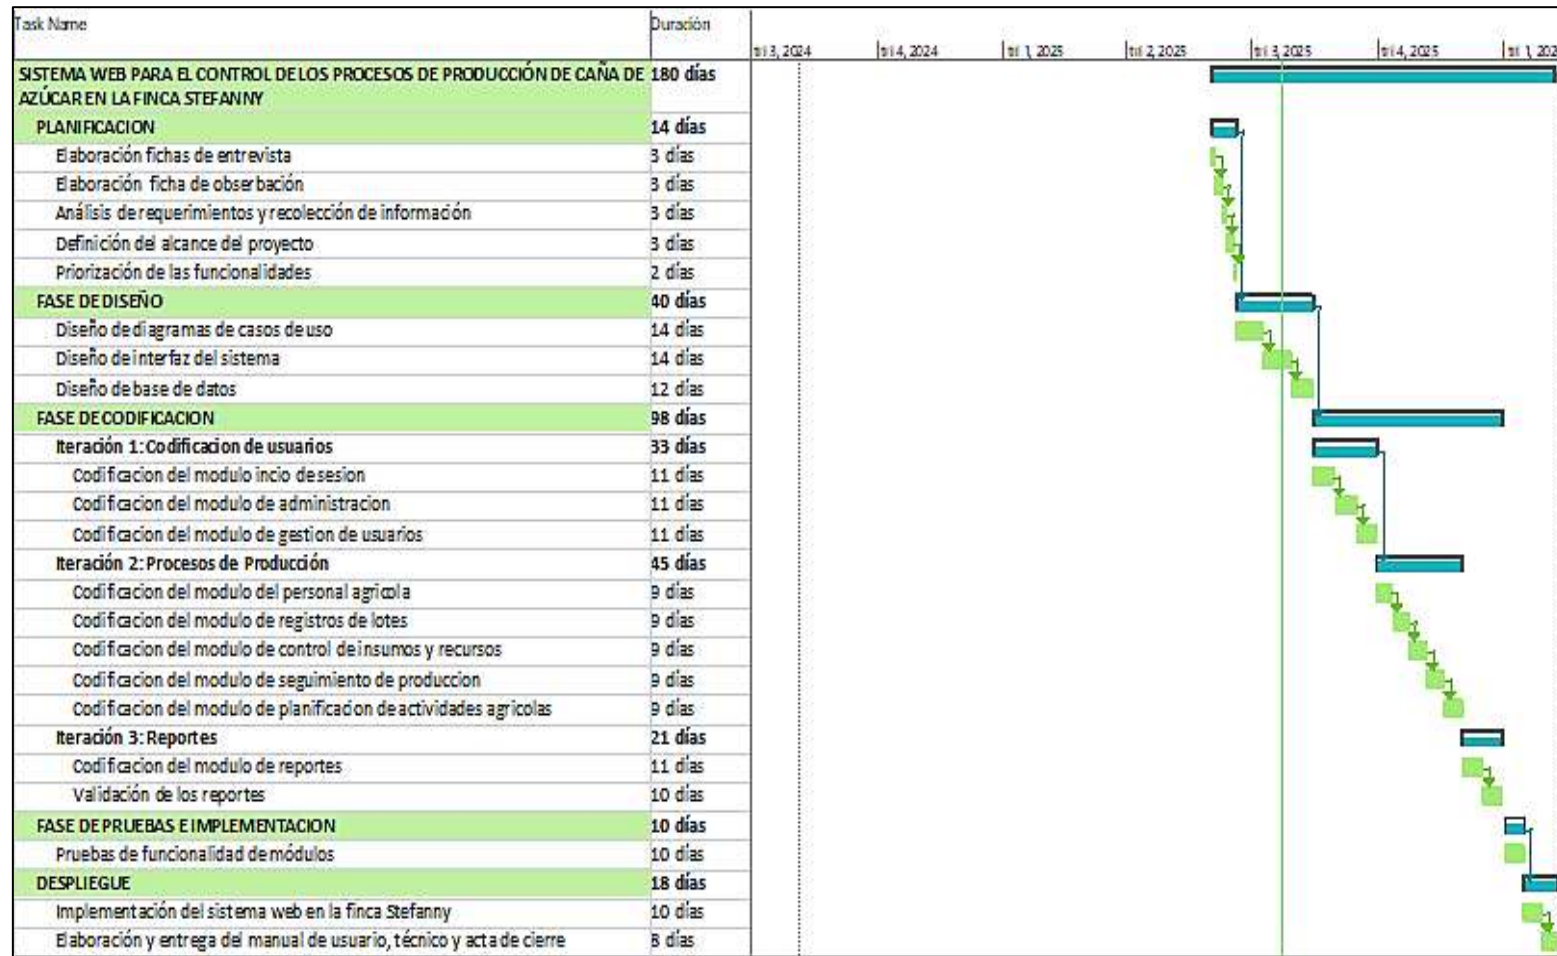 Task Name Duración
tri 3, 2024 tri 4, 2024 tri 1, 2025 tri 2, 2025 tri 3, 2025 tri 4, 2025 tri 1, 202
SISTEMA WEB PARA EL CONTROL DE LOS PROCESOS DE PRODUCCIÓN DE CAÑA DE 180 días
AZÚCAR EN LA FINCA STEFANNY
PLANIFICACION 14 días
Elaboración fichas de entrevista 3 días
Elaboración ficha de obserbación 3 días
Análisis de requerimientos y recolección de información 3 días
Definición del alcance del proyecto 3 días
Priorización de las funcionalidades 2 días
FASE DE DISEÑO 40 días
Diseño de diagramas de casos de uso 14 días
Diseño de interfaz del sistema 14 días
Diseño de base de datos 12 días
FASE DE CODIFICACION 98 días
Iteración 1: Codificacion de usuarios 33 días
Codificacion del modulo incio de sesion 11 días
Codificacion del modulo de administracion 11 días
Codificacion del modulo de gestion de usuarios 11 días
Iteración 2: Procesos de Producción 45 días
Codificacion del modulo del personal agricola 9 días
Codificacion del modulo de registros de lotes 9 días
Codificacion del modulo de control de insumos y recursos 9 días
Codificacion del modulo de seguimiento de produccion 9 días
Codificacion del modulo de planificacion de actividades agricolas 9 días
Iteración 3: Reportes 21 días
Codificacion del modulo de reportes 11 días
Validación de los reportes 10 días
FASE DE PRUEBAS E IMPLEMENTACION 10 días
Pruebas de funcionalidad de módulos 10 días
DESPLIEGUE 18 días
Implementación del sistema web en la finca Stefanny 10 días
Elaboración y entrega del manual de usuario, técnico y acta de cierre 8 días